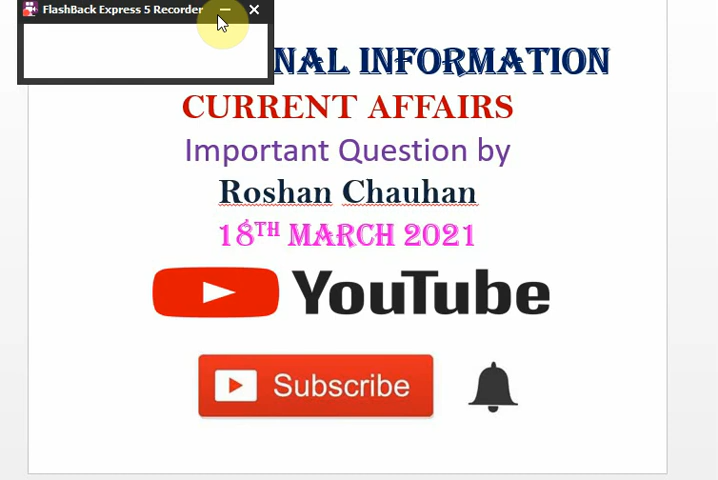 FlashBack Express 5 Recorder
NAL INFORMATION
CURRENT AFFAIRS
Important Question by
Roshan Chauhan
18TH MARCH 2021
YouTube
Subscribe